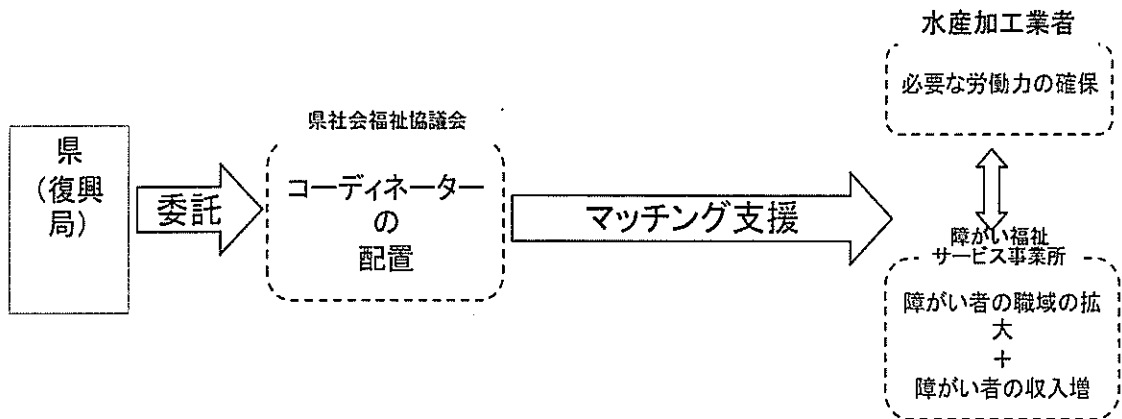 県
（復興
局）
委託
県社会福祉協議会
コーディネーター
の
配置
マッチング支援
水産加工業者
必要な労働力の確保
障がい福祉
サービス事業所
障がい者の職域の拡
大
＋
障がい者の収入増